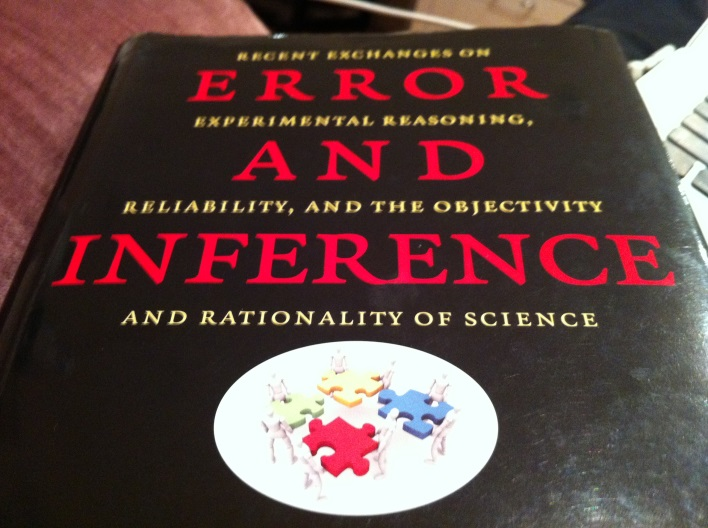 RECENT EXCHANGES ON
ERROR
EXPERIMENTAL REASONING,
AND
RELIABILITY, AND THE OBJECTIVITY
INFERENCE
AND RATIONALITY OF SCIENCE